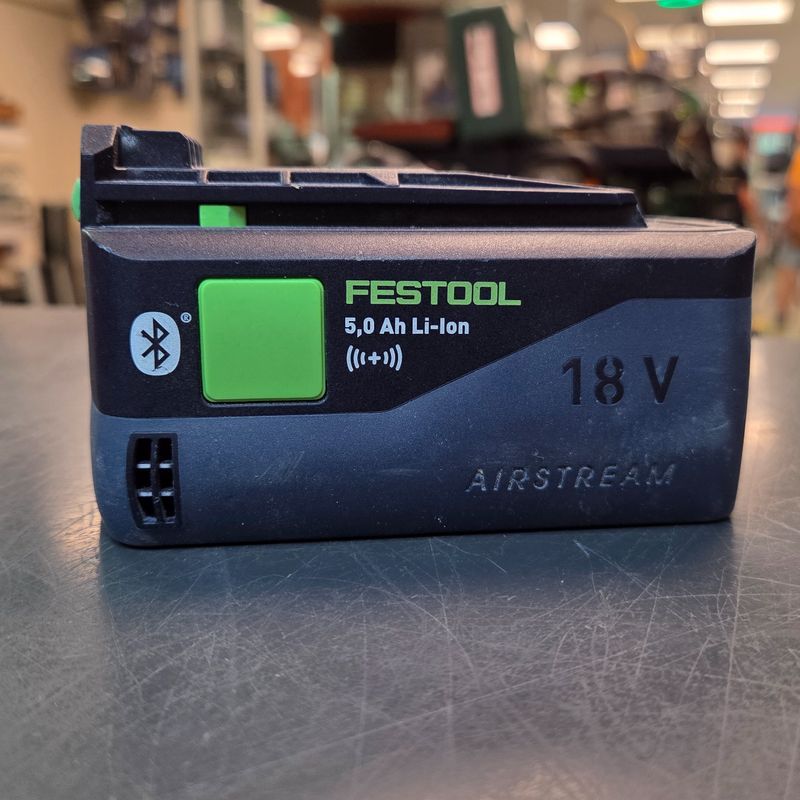 ®
FESTOOL
5,0 Ah Li-Ion
18 V
AIRSTREAM